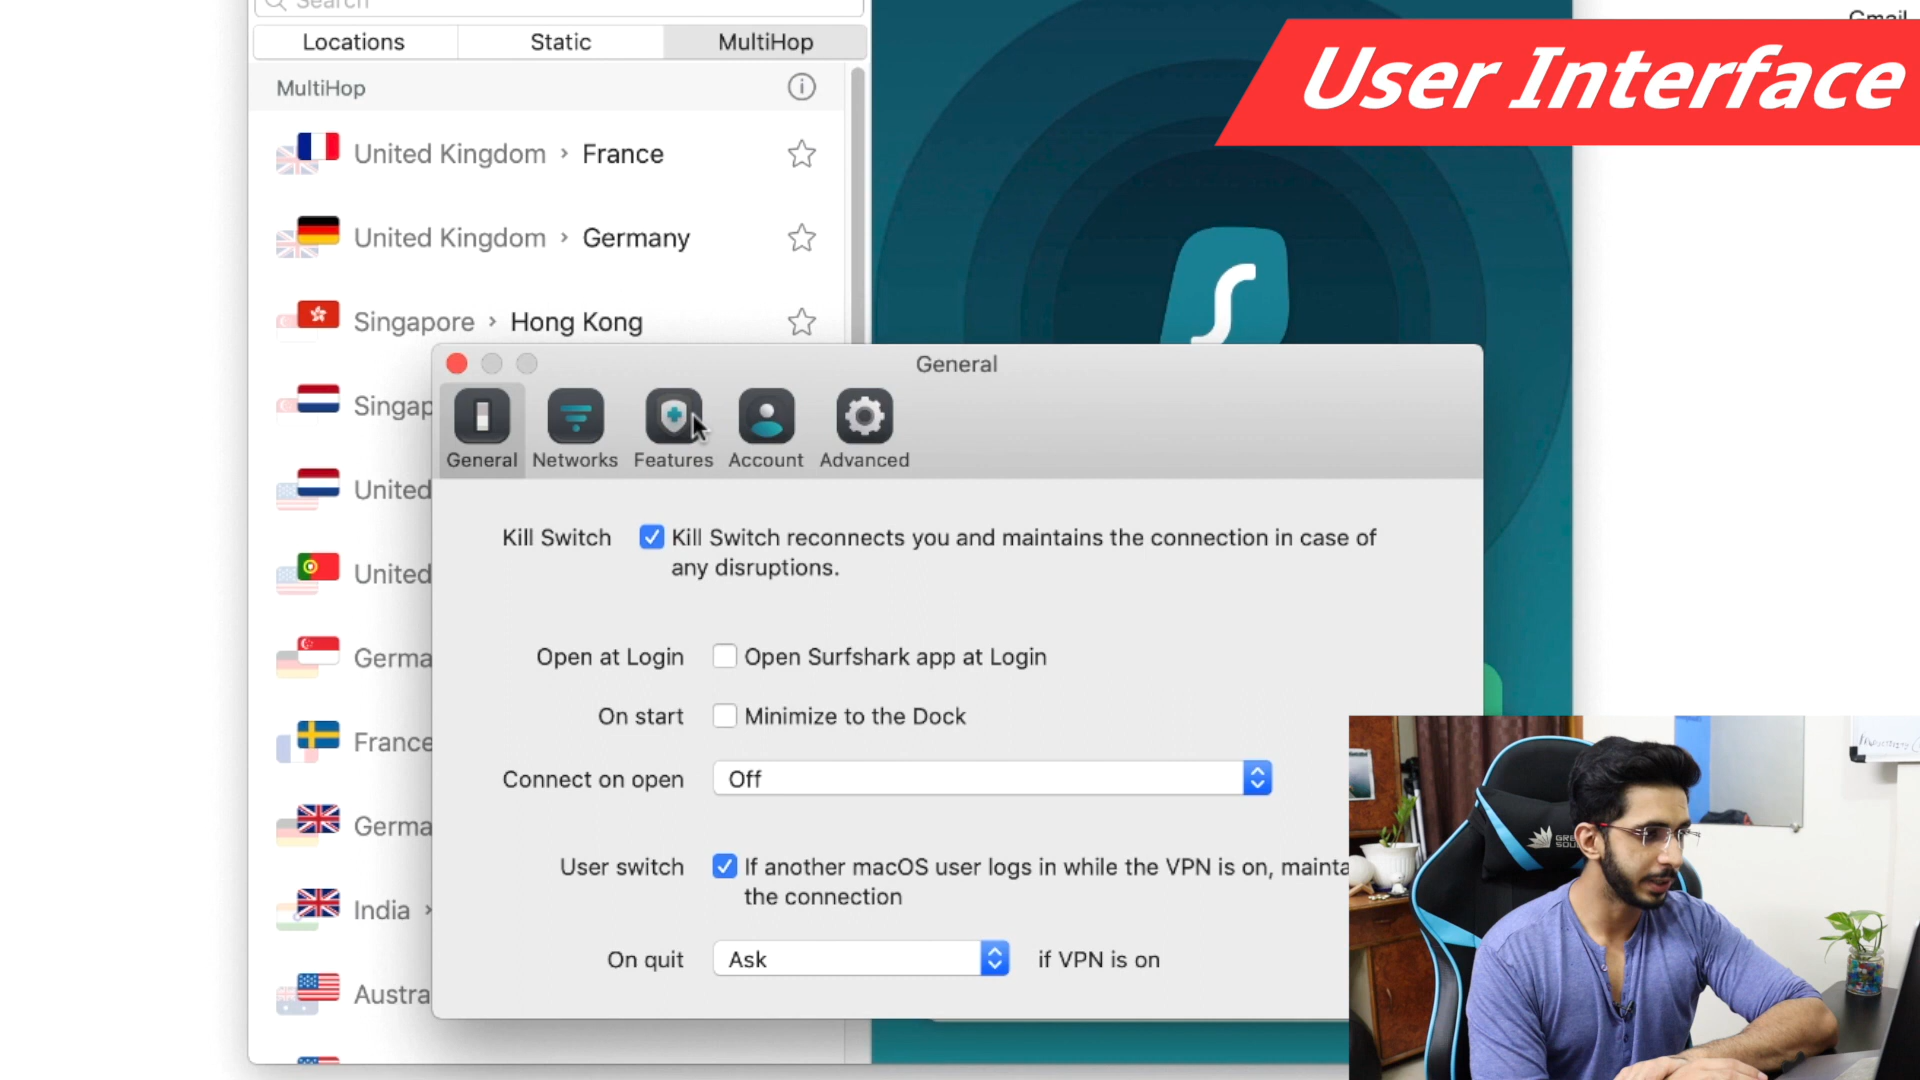 Search
Gmail
User Interface
Locations
Static
MultiHop
MultiHop
United Kingdom › France
United Kingdom › Germany
Singapore › Hong Kong
Singap
United
United
Germa
France
Germa
India ›
Austra
General
General
Networks
Features
Account
Advanced
Kill Switch
Kill Switch reconnects you and maintains the connection in case of
any disruptions.
Open at Login
Open Surfshark app at Login
On start
Minimize to the Dock
Connect on open
Off
User switch
If another macOS user logs in while the VPN is on, mainta
the connection
On quit
Ask
if VPN is on